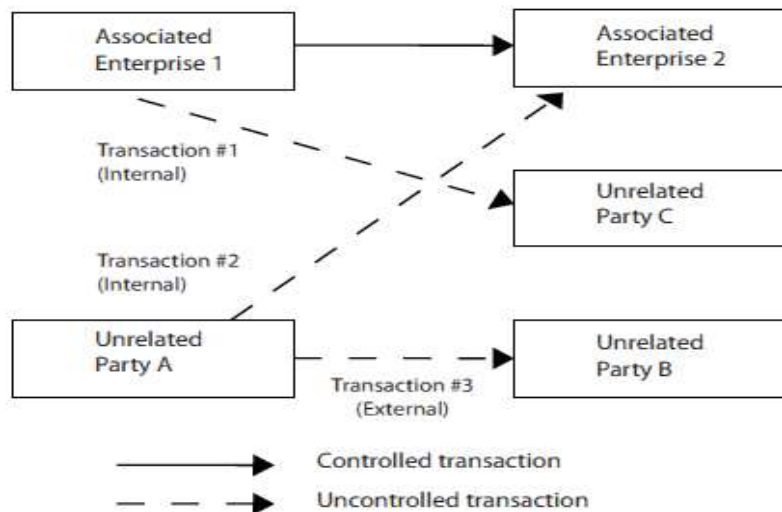 Associated
Enterprise 1
Associated
Enterprise 2
Transaction #1
(Internal)
Unrelated
Party C
Transaction #2
(Internal)
Unrelated
Party A
Unrelated
Party B
Transaction #3
(External)
Controlled transaction
Uncontrolled transaction